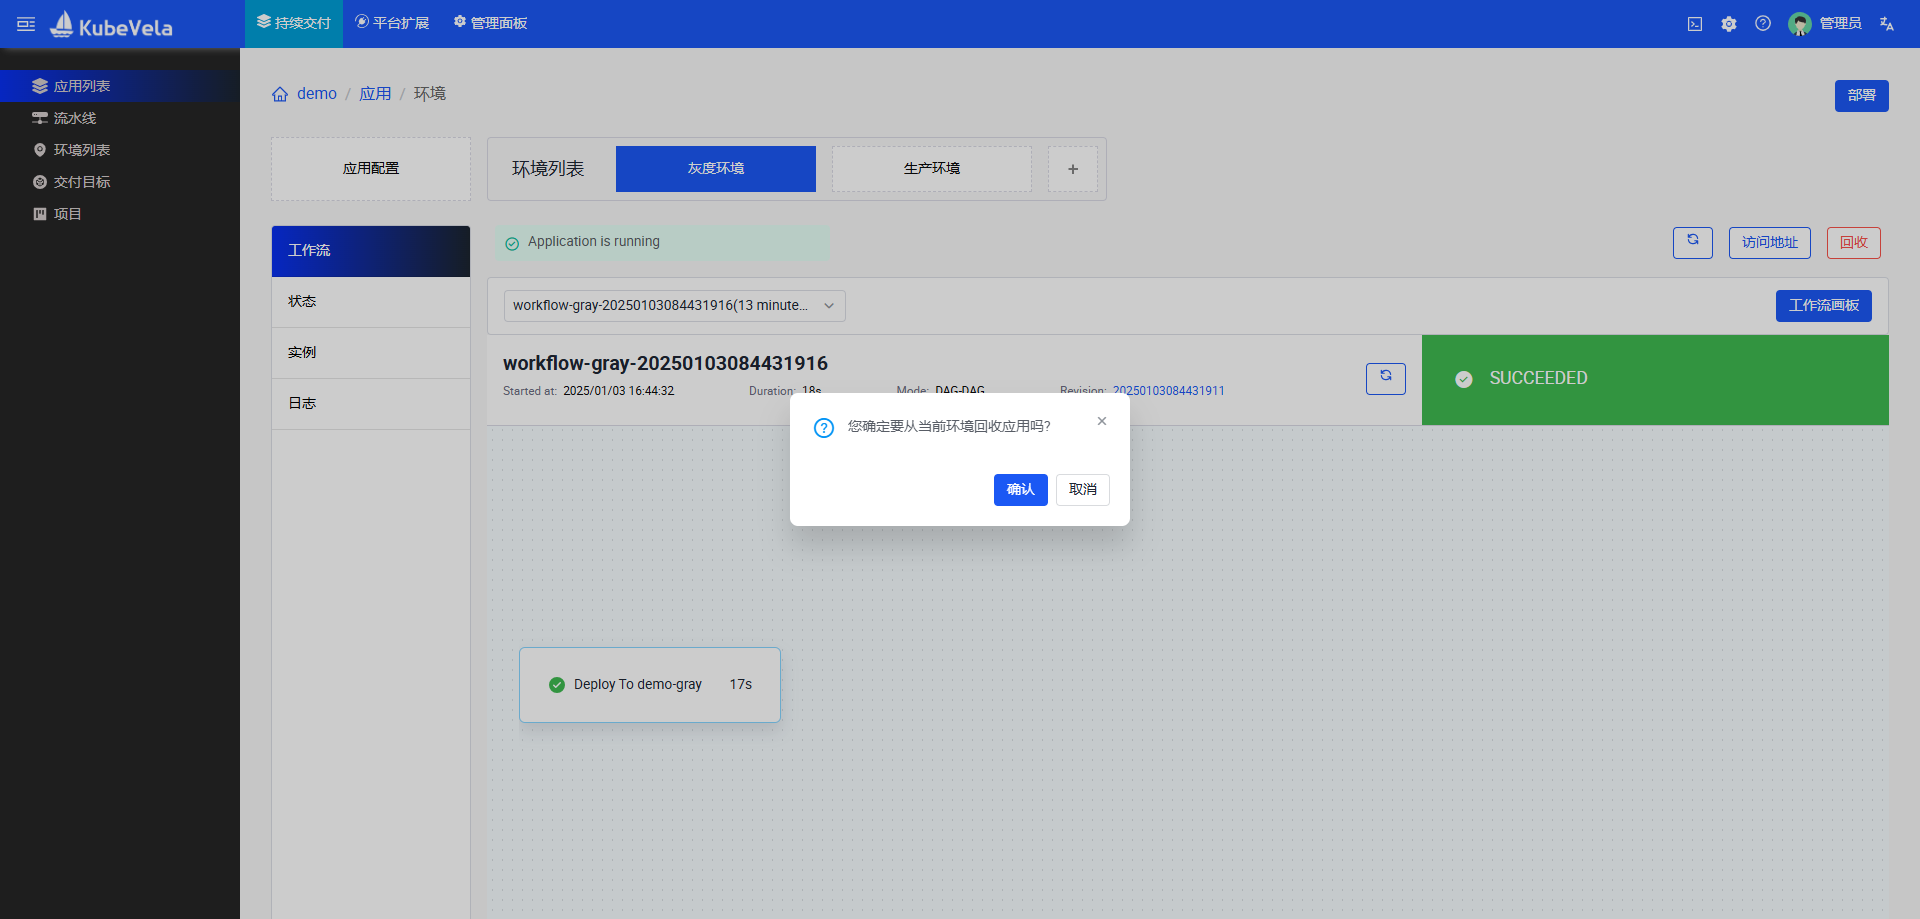 KubeVela
持续交付
平台扩展
管理面板
管理员
应用列表
流水线
环境列表
交付目标
项目
demo / 应用 / 环境
部署
应用配置
环境列表
灰度环境
生产环境
+
工作流
状态
实例
日志
Application is running
访问地址
回收
workflow-gray-20250103084431916(13 minute...
工作流画板
workflow-gray-20250103084431916
Started at: 2025/01/03 16:44:32
Duration: 18s
Mode: DAG-DAG
Revision: 20250103084431911
SUCCEEDED
您确定要从当前环境回收应用吗?
确认
取消
Deploy To demo-gray 17s